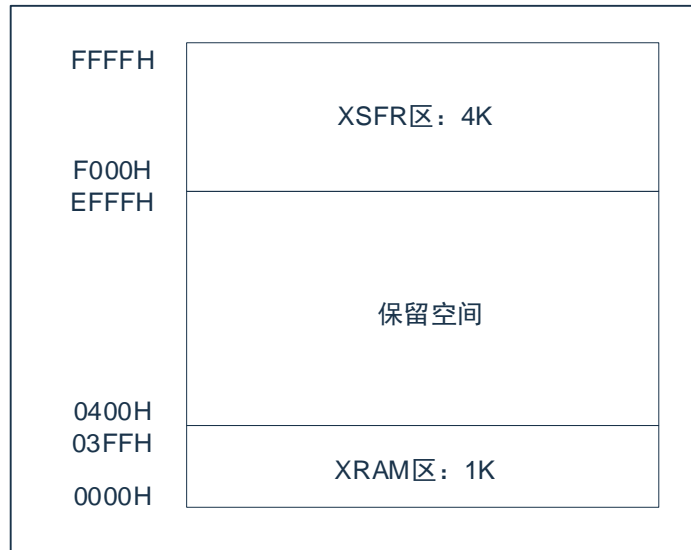 FFFFH
XSFR区：4K
F000H
EFFFH
保留空间
0400H
03FFH
XRAM区：1K
0000H